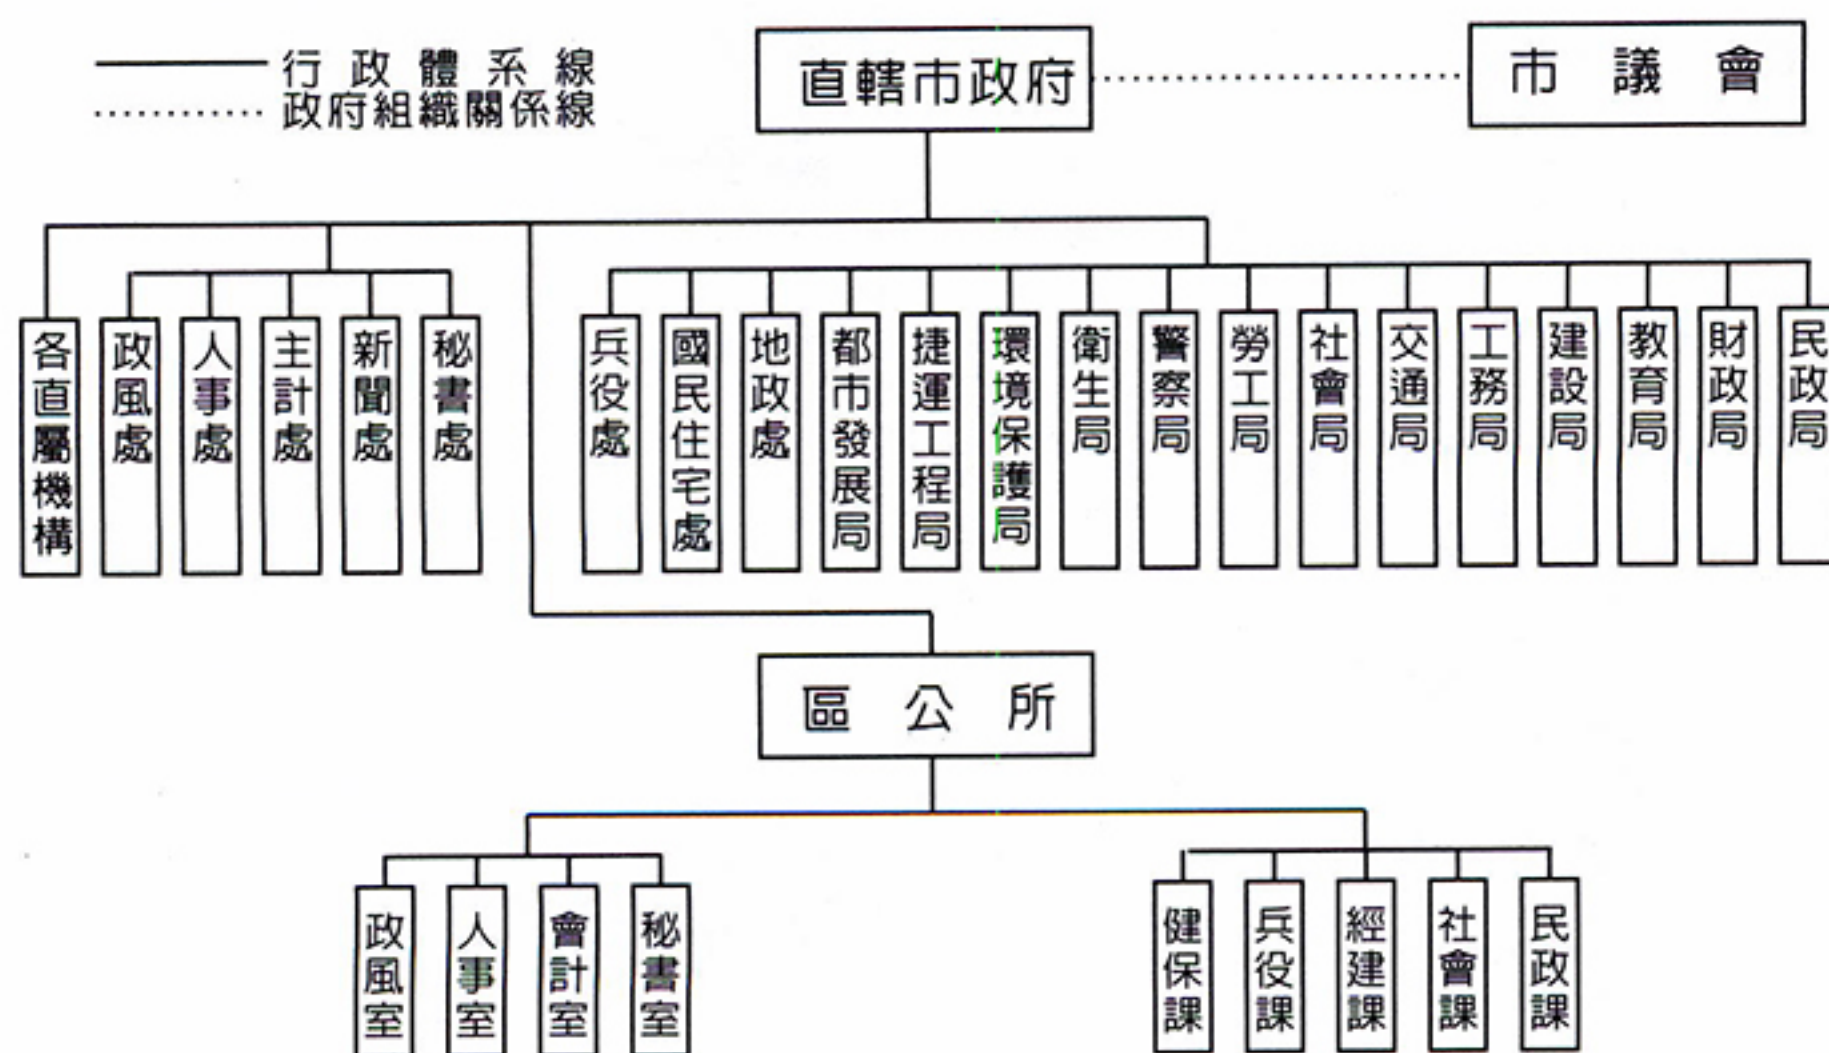 行政體系線
政府組織關係線
直轄市政府
市議會
各直屬機構
政風處
人事處
主計處
新聞處
秘書處
兵役處
國民住宅處
地政處
都市發展局
捷運工程局
環境保護局
衛生局
警察局
勞工局
社會局
交通局
工務局
建設局
教育局
財政局
民政局
區公所
政風室
人事室
會計室
秘書室
健保課
兵役課
經建課
社會課
民政課